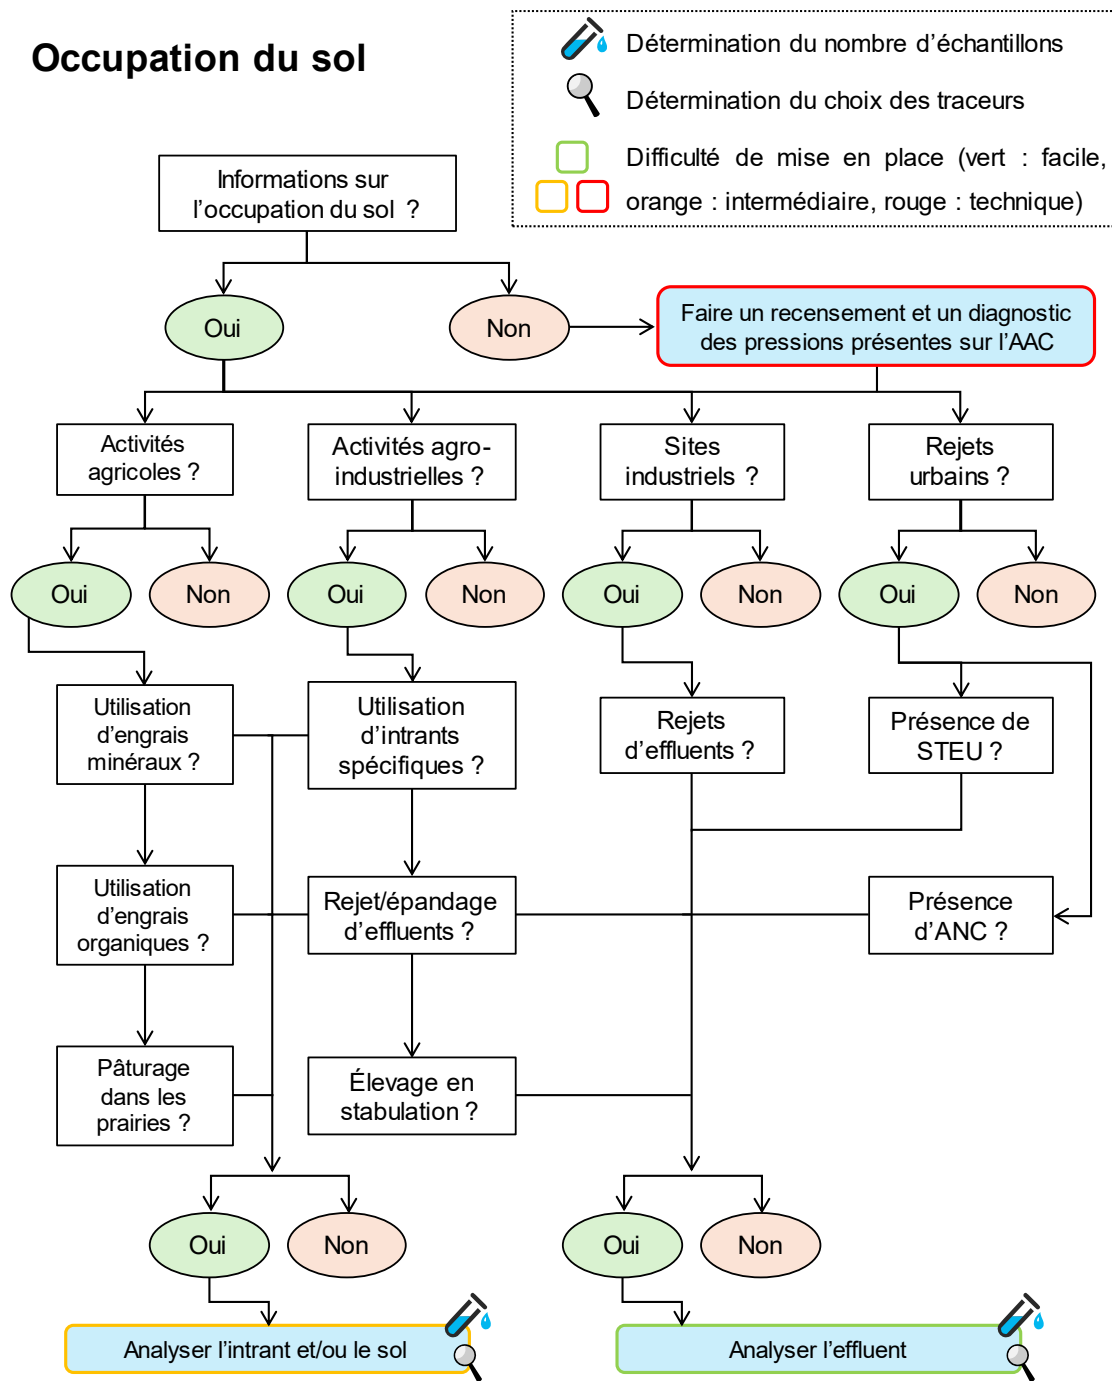 Occupation du sol
Détermination du nombre d'échantillons
Détermination du choix des traceurs
Difficulté de mise en place (vert : facile,
orange : intermédiaire, rouge : technique)
Informations sur
l'occupation du sol ?
Oui
Non
Faire un recensement et un diagnostic
des pressions présentes sur l'AAC
Activités
agricoles ?
Activités agro-
industrielles ?
Sites
industriels ?
Rejets
urbains ?
Oui
Non
Oui
Non
Oui
Non
Oui
Non
Utilisation
d'engrais
minéraux ?
Utilisation
d'intrants
spécifiques ?
Rejets
d'effluents ?
Présence de
STEU ?
Utilisation
d'engrais
organiques ?
Rejet/épandage
d'effluents ?
Présence
d'ANC ?
Pâturage
dans les
prairies ?
Élevage en
stabulation ?
Oui
Non
Oui
Non
Analyser l'intrant et/ou le sol
Analyser l'effluent